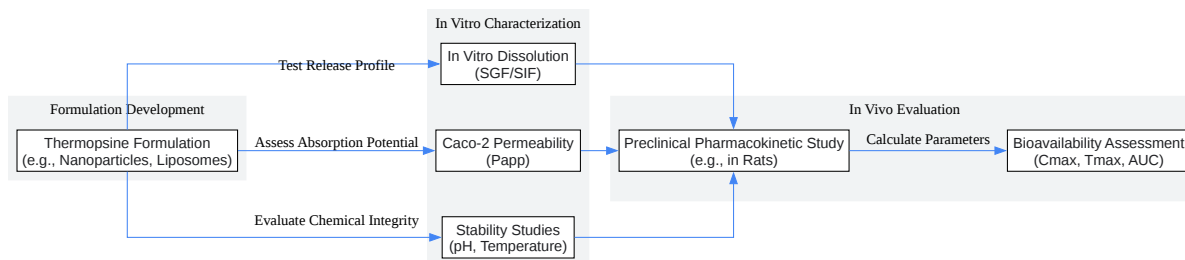 In Vitro Characterization
In Vitro Dissolution
(SGF/SIF)
Test Release Profile
Formulation Development
In Vivo Evaluation
Thermopsine Formulation
(e.g., Nanoparticles, Liposomes)
Assess Absorption Potential
Caco-2 Permeability
(Papp)
Preclinical Pharmacokinetic Study
(e.g., in Rats)
Calculate Parameters
Bioavailability Assessment
(Cmax, Tmax, AUC)
Evaluate Chemical Integrity
Stability Studies
(pH, Temperature)